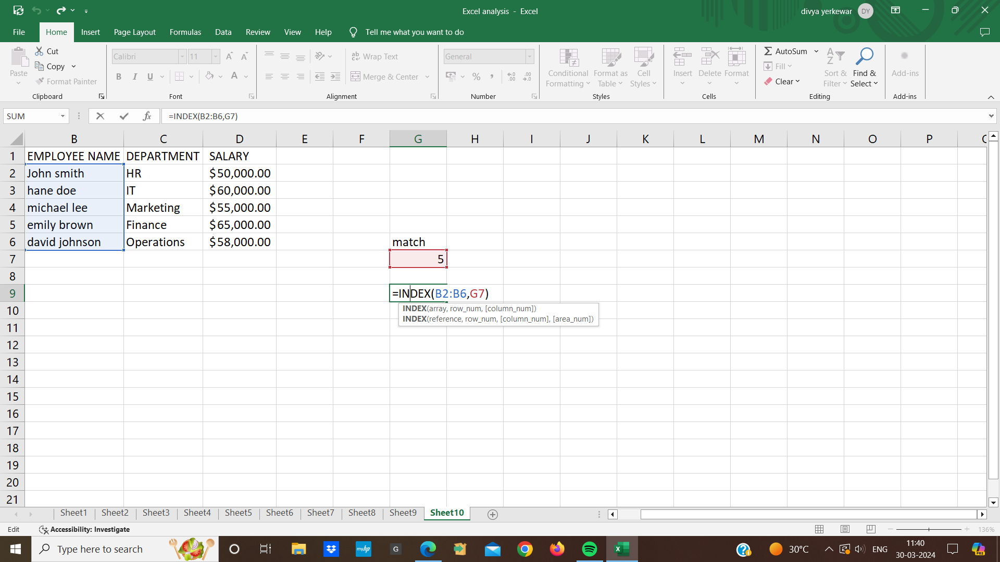 Excel analysis - Excel
divya yerkewar DY
File Home Insert Page Layout Formulas Data Review View Help Tell me what you want to do
Paste
Cut
Copy
Format Painter
Clipboard
Calibri 11 A A
B I U A
Font
ab Wrap Text
Merge & Center
Alignment
General
% , .00 .00
Number
Conditional Formatting
Format as Table
Cell Styles
Styles
Insert Delete Format
Cells
AutoSum
Fill
Clear
Sort & Filter
Find & Select
Editing
Add-ins
Add-ins
SUM fx =INDEX(B2:B6,G7)
B C D E F G H I J K L M N O P
1 EMPLOYEE NAME DEPARTMENT SALARY
2 John smith HR $50,000.00
3 hane doe IT $60,000.00
4 michael lee Marketing $55,000.00
5 emily brown Finance $65,000.00
6 david johnson Operations $58,000.00 match
7 5
8
9 =INDEX(B2:B6,G7)
INDEX(array, row_num, [column_num])
INDEX(reference, row_num, [column_num], [area_num])
10
11
12
13
14
15
16
17
18
19
20
21
Sheet1 Sheet2 Sheet3 Sheet4 Sheet5 Sheet6 Sheet7 Sheet8 Sheet9 Sheet10
Edit Accessibility: Investigate 136%
Type here to search myhp G 30°C ENG 11:40
30-03-2024 PRE